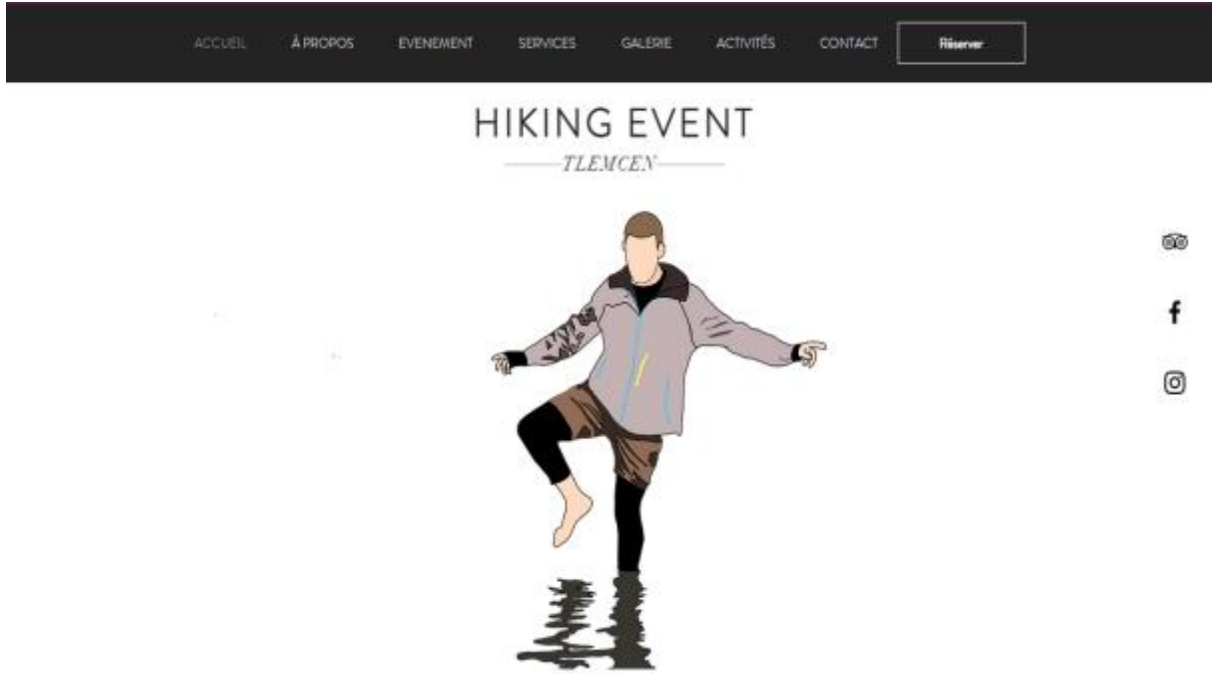 ACCUEIL À PROPOS EVENEMENT SERVICES GALERIE ACTIVITÉS CONTACT Réserver
HIKING EVENT
TLEMCEN